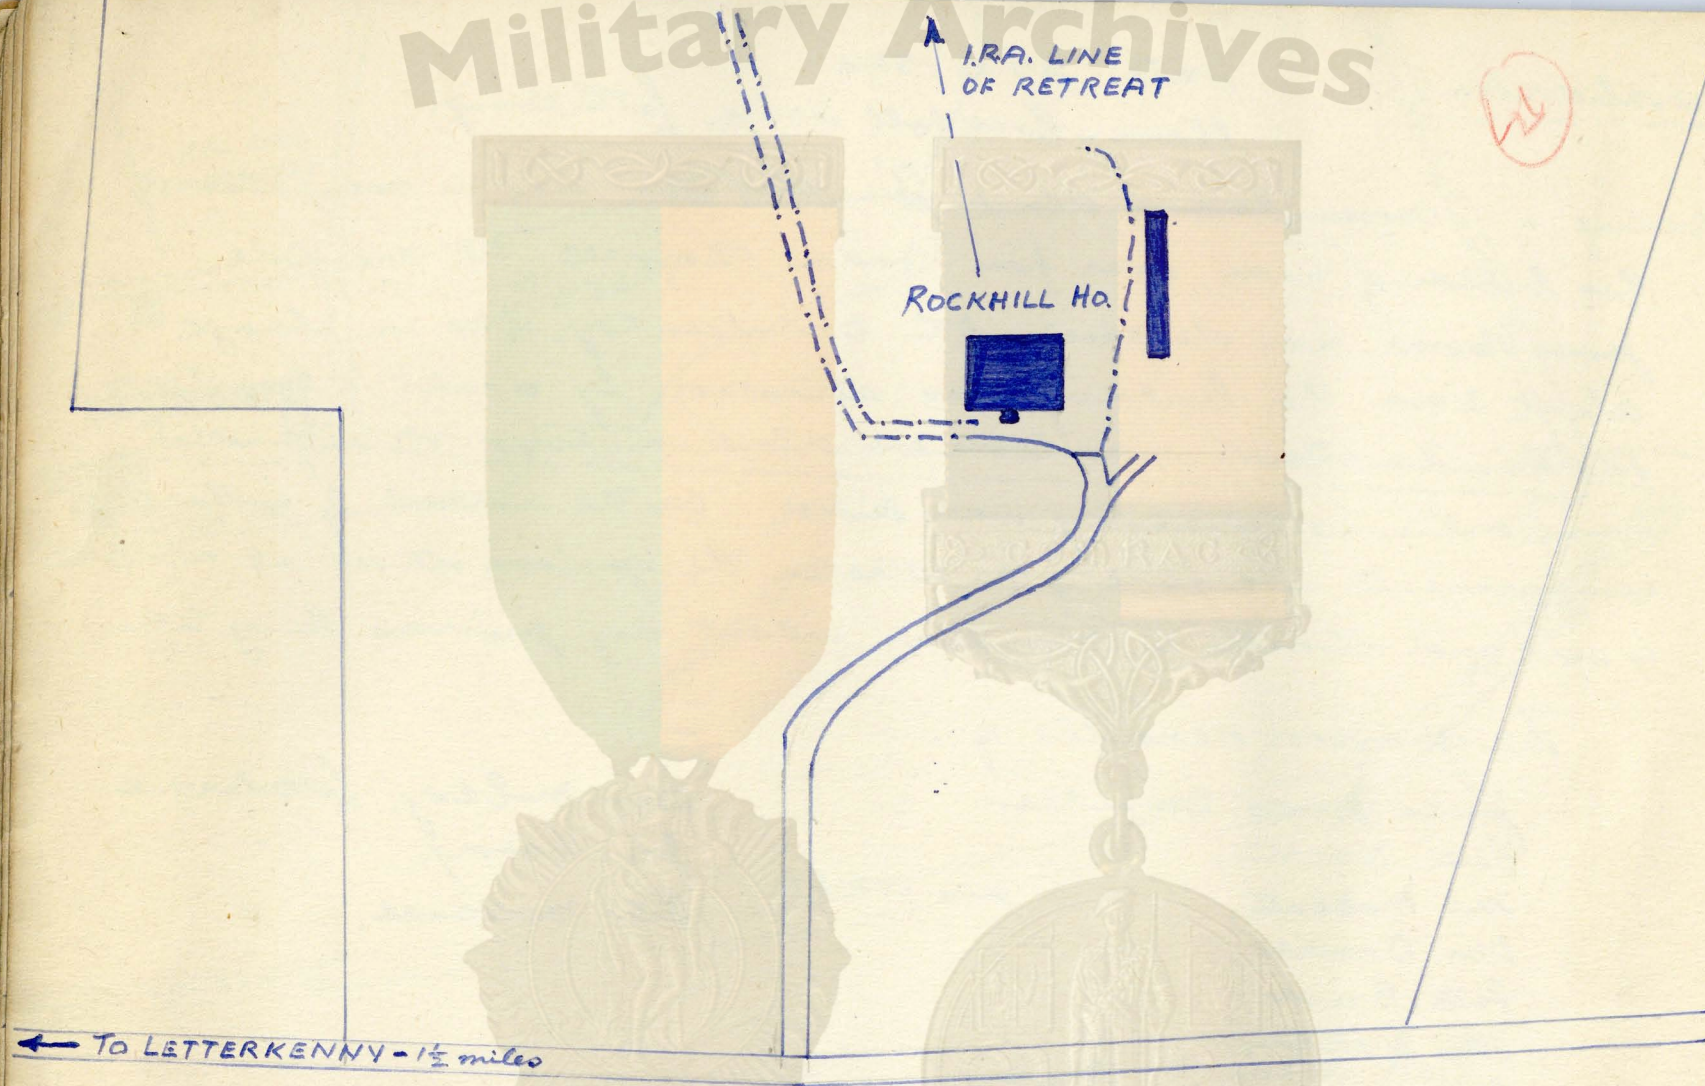 Military Archives
I.R.A. LINE
OF RETREAT
ROCKHILL HO.
TO LETTERKENNY - 1½ miles